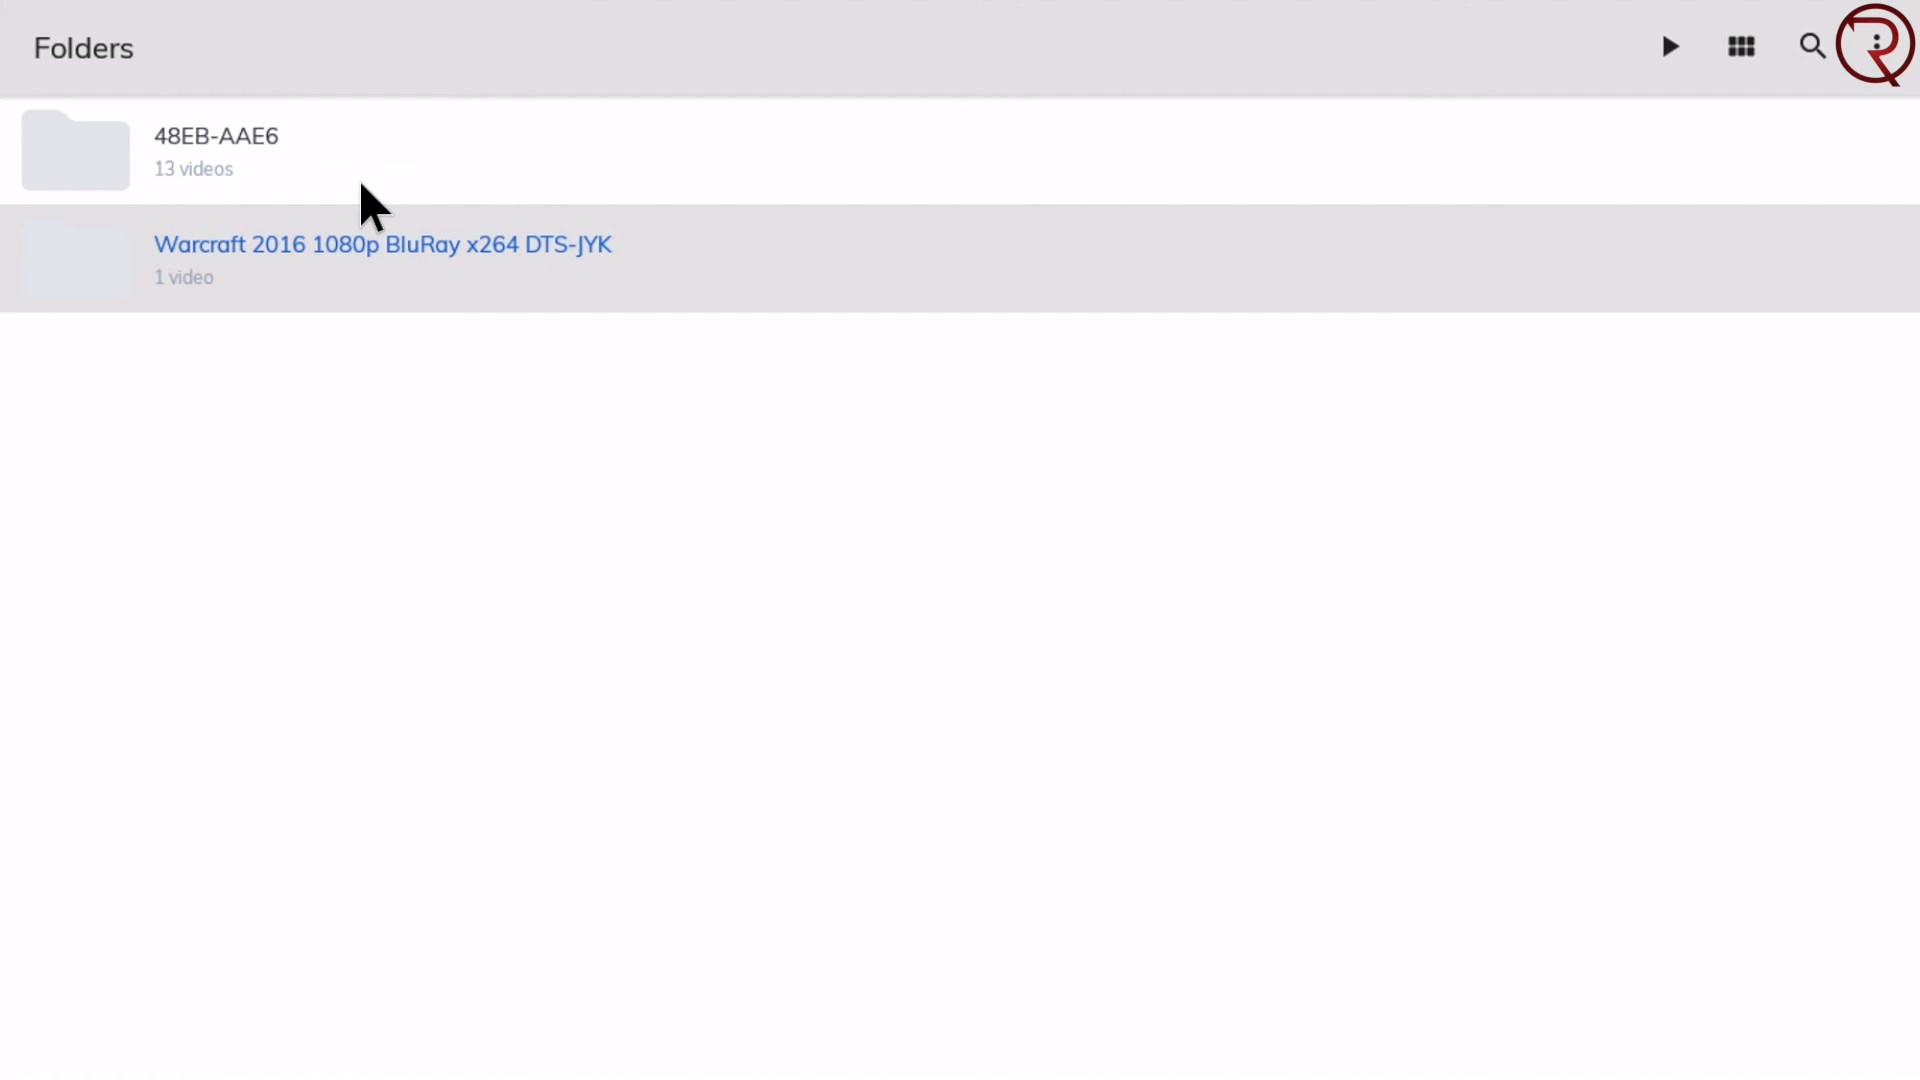 Folders
48EB-AAE6
13 videos
Warcraft 2016 1080p BluRay x264 DTS-JYK
1 video